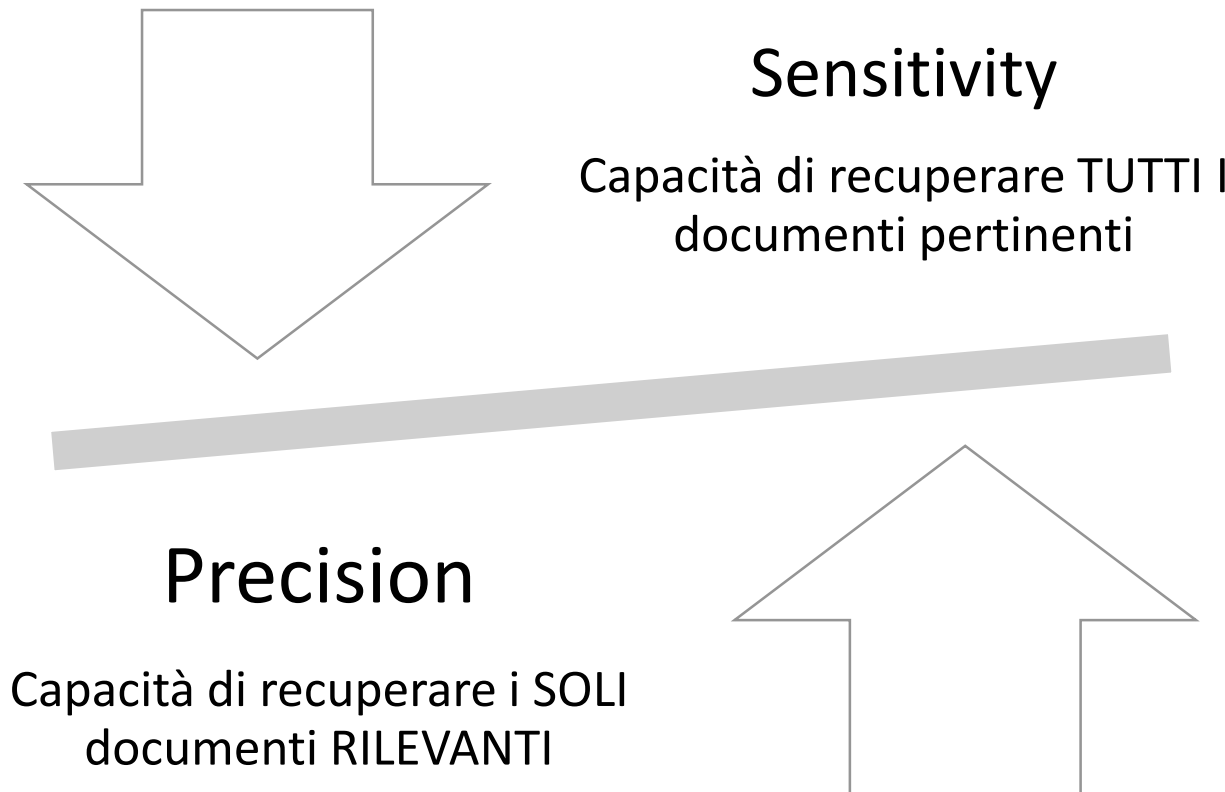 Sensitivity
Capacità di recuperare TUTTI I
documenti pertinenti
Precision
Capacità di recuperare i SOLI
documenti RILEVANTI